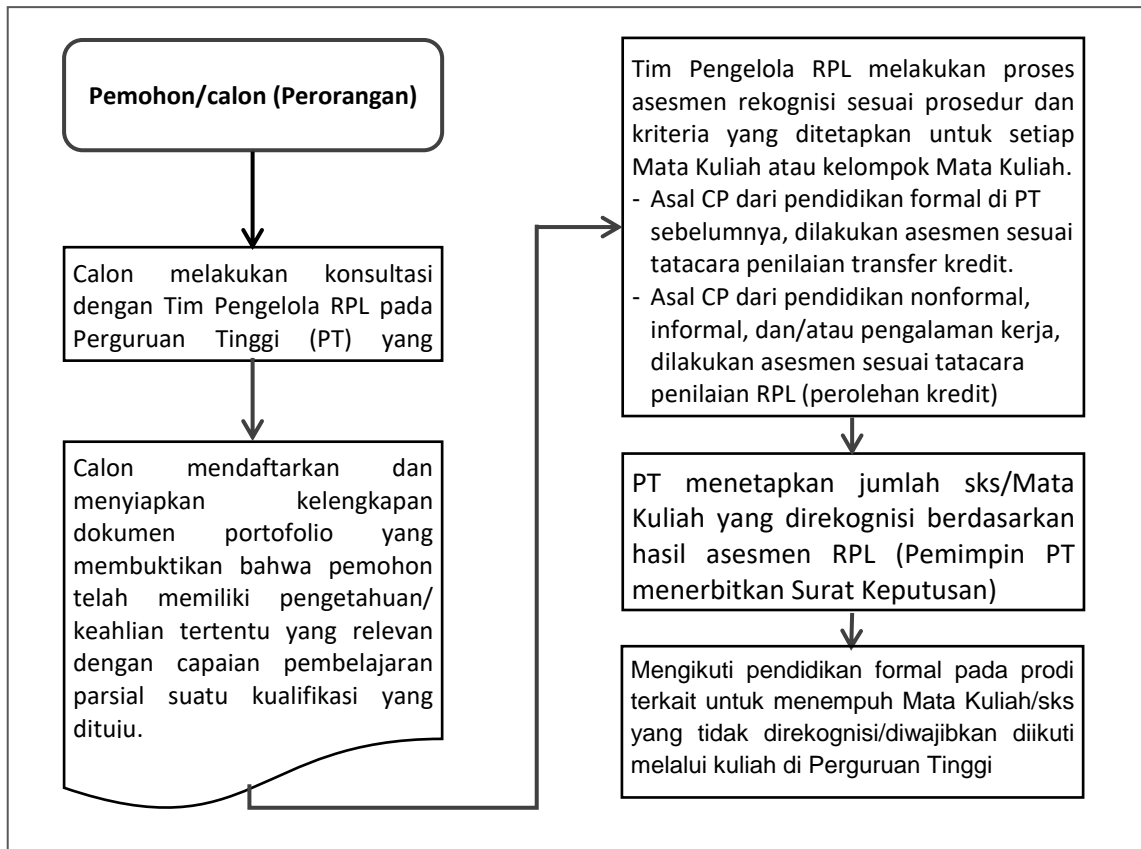 Pemohon/calon (Perorangan)
Calon melakukan konsultasi
dengan Tim Pengelola RPL pada
Perguruan Tinggi (PT) yang
Calon mendaftarkan dan
menyiapkan kelengkapan
dokumen portofolio yang
membuktikan bahwa pemohon
telah memiliki pengetahuan/
keahlian tertentu yang relevan
dengan capaian pembelajaran
parsial suatu kualifikasi yang
dituju.
Tim Pengelola RPL melakukan proses
asesmen rekognisi sesuai prosedur dan
kriteria yang ditetapkan untuk setiap
Mata Kuliah atau kelompok Mata Kuliah.
- Asal CP dari pendidikan formal di PT
sebelumnya, dilakukan asesmen sesuai
tatacara penilaian transfer kredit.
- Asal CP dari pendidikan nonformal,
informal, dan/atau pengalaman kerja,
dilakukan asesmen sesuai tatacara
penilaian RPL (perolehan kredit)
PT menetapkan jumlah sks/Mata
Kuliah yang direkognisi berdasarkan
hasil asesmen RPL (Pemimpin PT
menerbitkan Surat Keputusan)
Mengikuti pendidikan formal pada prodi
terkait untuk menempuh Mata Kuliah/sks
yang tidak direkognisi/diwajibkan diikuti
melalui kuliah di Perguruan Tinggi